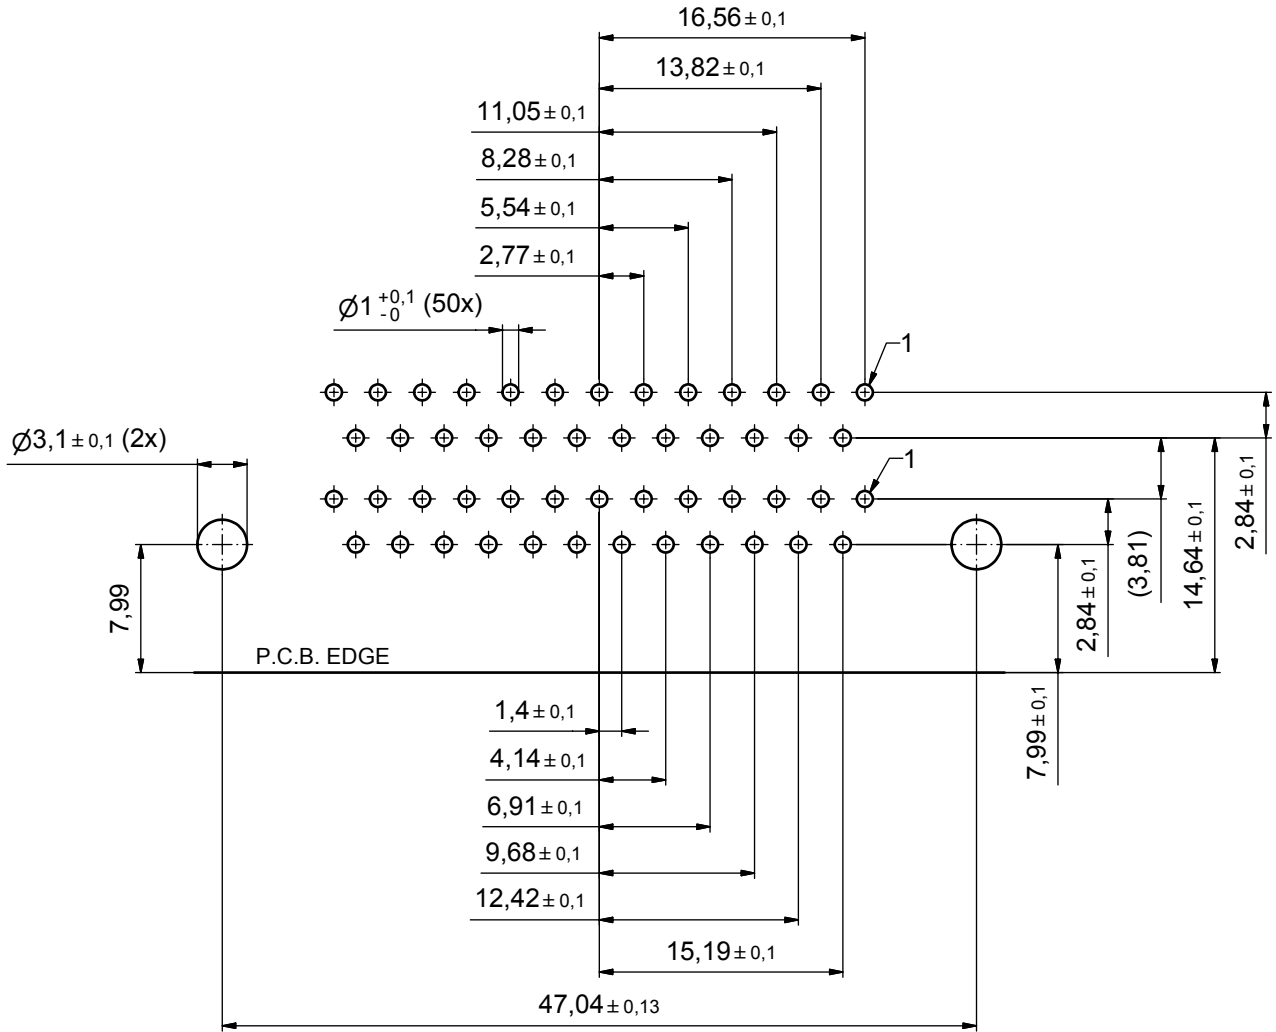 16,56 ± 0,1
13,82 ± 0,1
11,05 ± 0,1
8,28 ± 0,1
5,54 ± 0,1
2,77 ± 0,1
Ø1 +0,1 -0 (50x)
1
Ø3,1 ± 0,1 (2x)
1
2,84 ± 0,1
14,64 ± 0,1
(3,81)
2,84 ± 0,1
7,99
7,99 ± 0,1
P.C.B. EDGE
1,4 ± 0,1
4,14 ± 0,1
6,91 ± 0,1
9,68 ± 0,1
12,42 ± 0,1
15,19 ± 0,1
47,04 ± 0,13